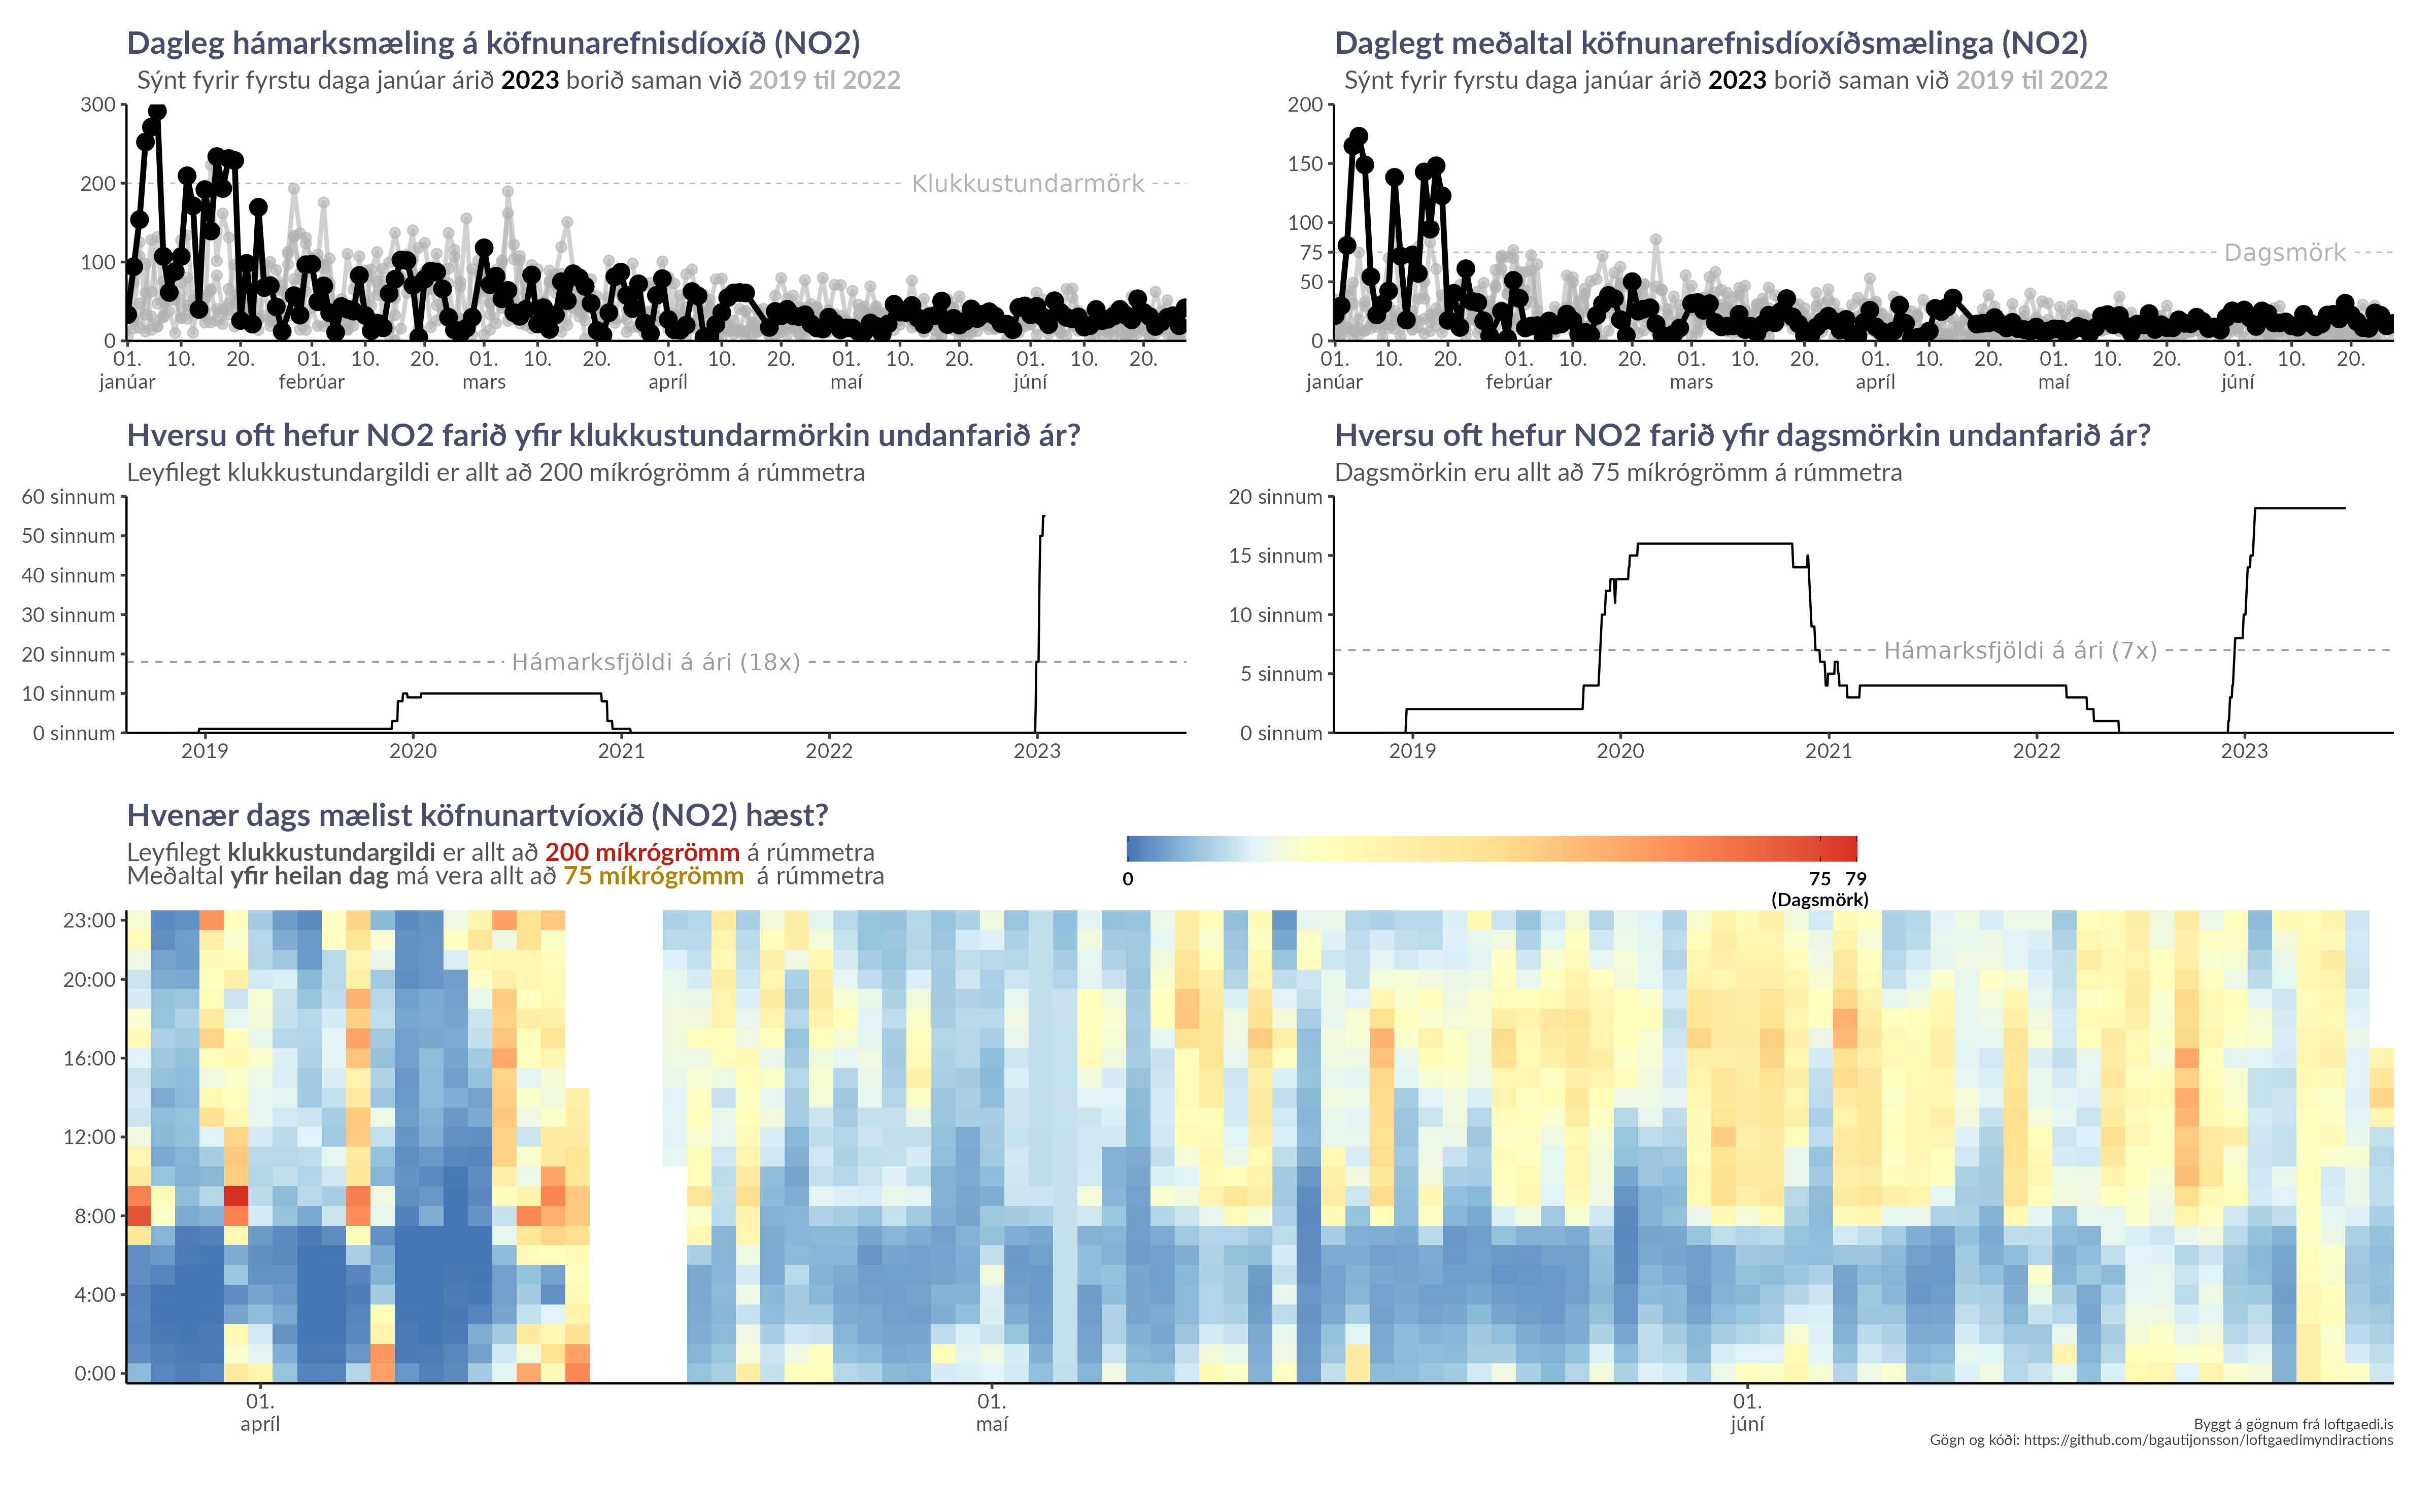 Dagleg hámarksmæling á köfnunarefnisdíoxíð (NO2)
Sýnt fyrir fyrstu daga janúar árið 2023 borið saman við 2019 til 2022
300
200
100
0
Klukkustundarmörk
01. 10. 20. 01. 10. 20. 01. 10. 20. 01. 10. 20. 01. 10. 20. 01. 10. 20.
janúar febrúar mars apríl maí júní
Daglegt meðaltal köfnunarefnisdíoxíðsmælinga (NO2)
Sýnt fyrir fyrstu daga janúar árið 2023 borið saman við 2019 til 2022
200
150
100
75
50
0
Dagsmörk
01. 10. 20. 01. 10. 20. 01. 10. 20. 01. 10. 20. 01. 10. 20. 01. 10. 20.
janúar febrúar mars apríl maí júní
Hversu oft hefur NO2 farið yfir klukkustundarmörkin undanfarið ár?
Leyfilegt klukkustundargildi er allt að 200 míkrógrömm á rúmmetra
60 sinnum
50 sinnum
40 sinnum
30 sinnum
20 sinnum
10 sinnum
0 sinnum
Hámarksfjöldi á ári (18x)
2019 2020 2021 2022 2023
Hversu oft hefur NO2 farið yfir dagsmörkin undanfarið ár?
Dagsmörkin eru allt að 75 míkrógrömm á rúmmetra
20 sinnum
15 sinnum
10 sinnum
5 sinnum
0 sinnum
Hámarksfjöldi á ári (7x)
2019 2020 2021 2022 2023
Hvenær dags mælist köfnunartvíoxíð (NO2) hæst?
Leyfilegt klukkustundargildi er allt að 200 míkrógrömm á rúmmetra
Meðaltal yfir heilan dag má vera allt að 75 míkrógrömm á rúmmetra
0 75 79
(Dagsmörk)
23:00
20:00
16:00
12:00
8:00
4:00
0:00
01. 01. 01.
apríl maí júní
Byggt á gögnum frá loftgaedi.is
Gögn og kóði: https://github.com/bgautijonsson/loftgaedimyndiractions